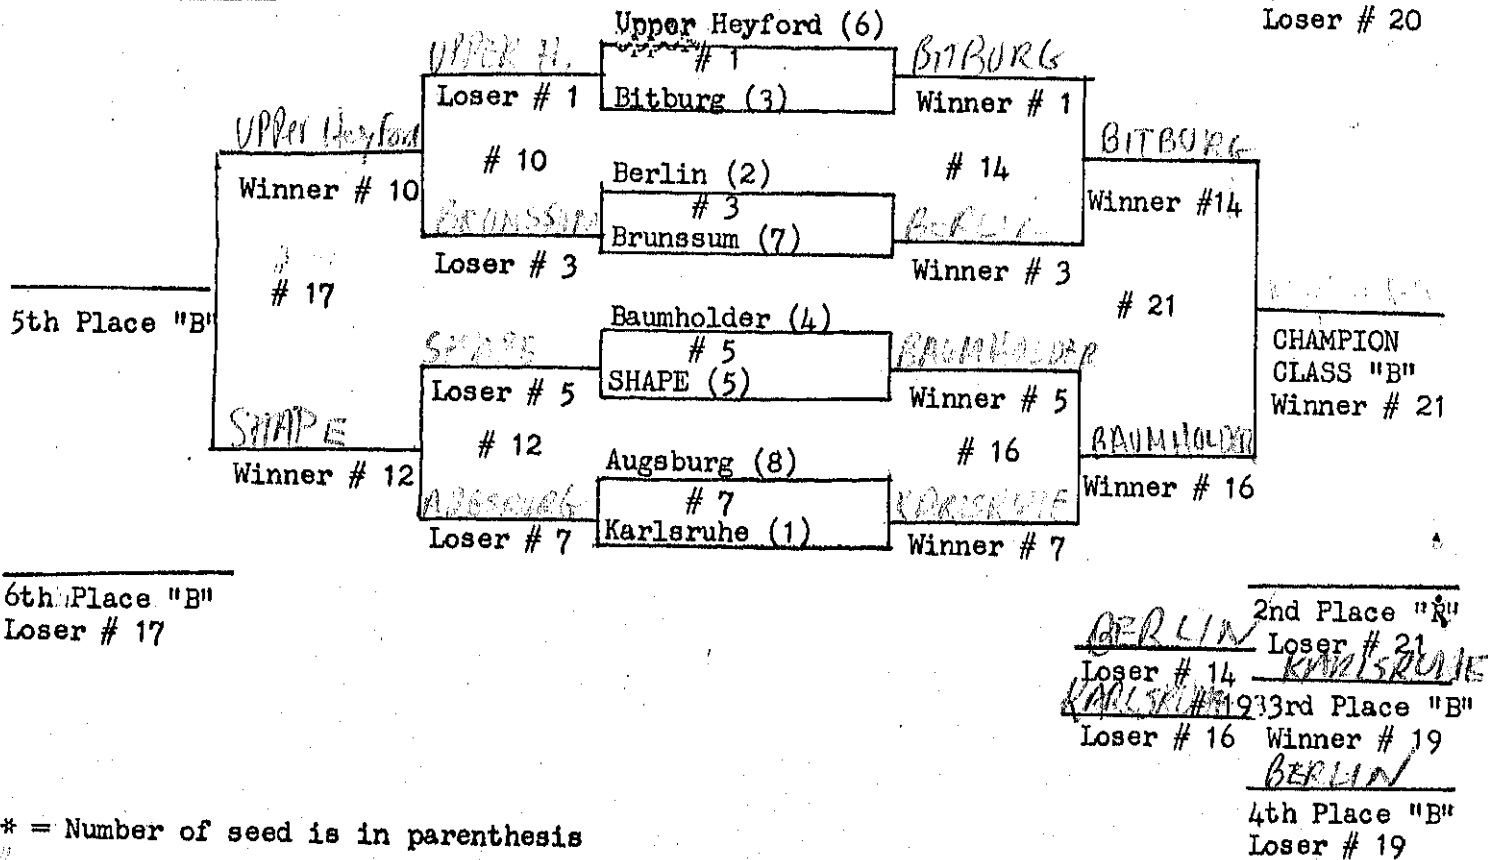 Loser # 20
Upper Heyford (6)
UPPER H.
# 1
BITBURG
Loser # 1
Bitburg (3)
Winner # 1
UPPer Heyford
# 10
Berlin (2)
# 14
BITBURG
Winner # 10
# 3
Winner #14
BRUNSSUM
Brunssum (7)
BERLIN
Loser # 3
Winner # 3
# 17
# 21
5th Place "B"
Baumholder (4)
SHAPE
# 5
BAUMHOLDER
CHAMPION
CLASS "B"
Loser # 5
SHAPE (5)
Winner # 5
Winner # 21
SHAPE
# 12
Augsburg (8)
# 16
BAUMHOLDER
Winner # 12
Winner # 16
AUGSBURG
# 7
KARLSRUHE
Loser # 7
Karlsruhe (1)
Winner # 7
6th Place "B"
Loser # 17
2nd Place "B"
BERLIN
Loser # 21
Loser # 14
KARLSRUHE
KARLSRUHE
# 19
3rd Place "B"
Loser # 16
Winner # 19
BERLIN
4th Place "B"
Loser # 19
* = Number of seed is in parenthesis